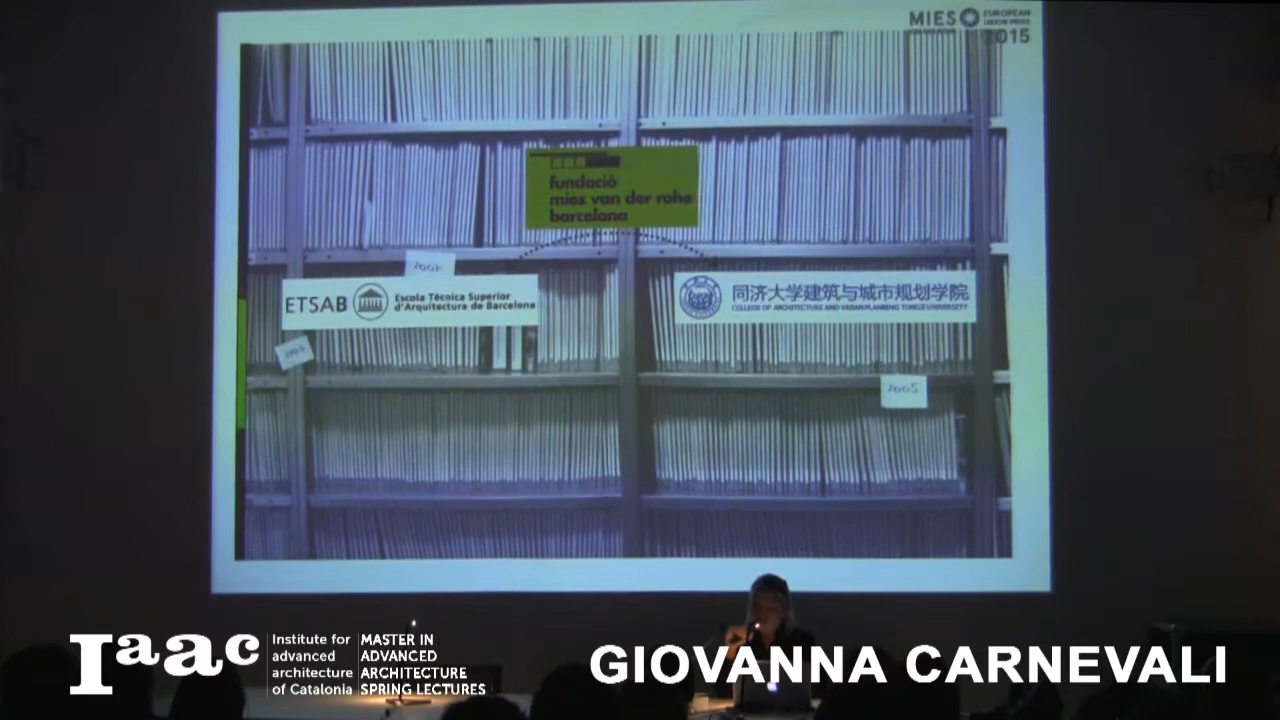 MIES EUROPEAN
UNION PRIZE
2015
fundació
mies van der rohe
barcelona
2007
ETSAB Escola Tècnica Superior
d'Arquitectura de Barcelona
同济大学建筑与城市规划学院
COLLEGE OF ARCHITECTURE AND URBAN PLANNING TONGJI UNIVERSITY
2005
Iaac
Institute for
advanced
architecture
of Catalonia
MASTER IN
ADVANCED
ARCHITECTURE
SPRING LECTURES
GIOVANNA CARNEVALI